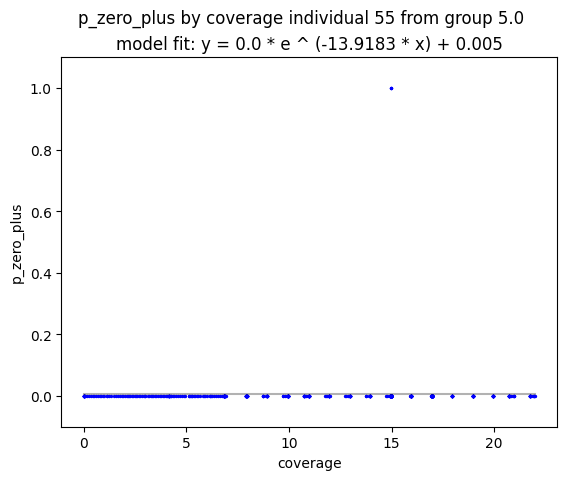 p_zero_plus by coverage individual 55 from group 5.0
model fit: y = 0.0 * e ^ (-13.9183 * x) + 0.005
1.0
0.8
0.6
0.4
0.2
0.0
p_zero_plus
0 5 10 15 20
coverage